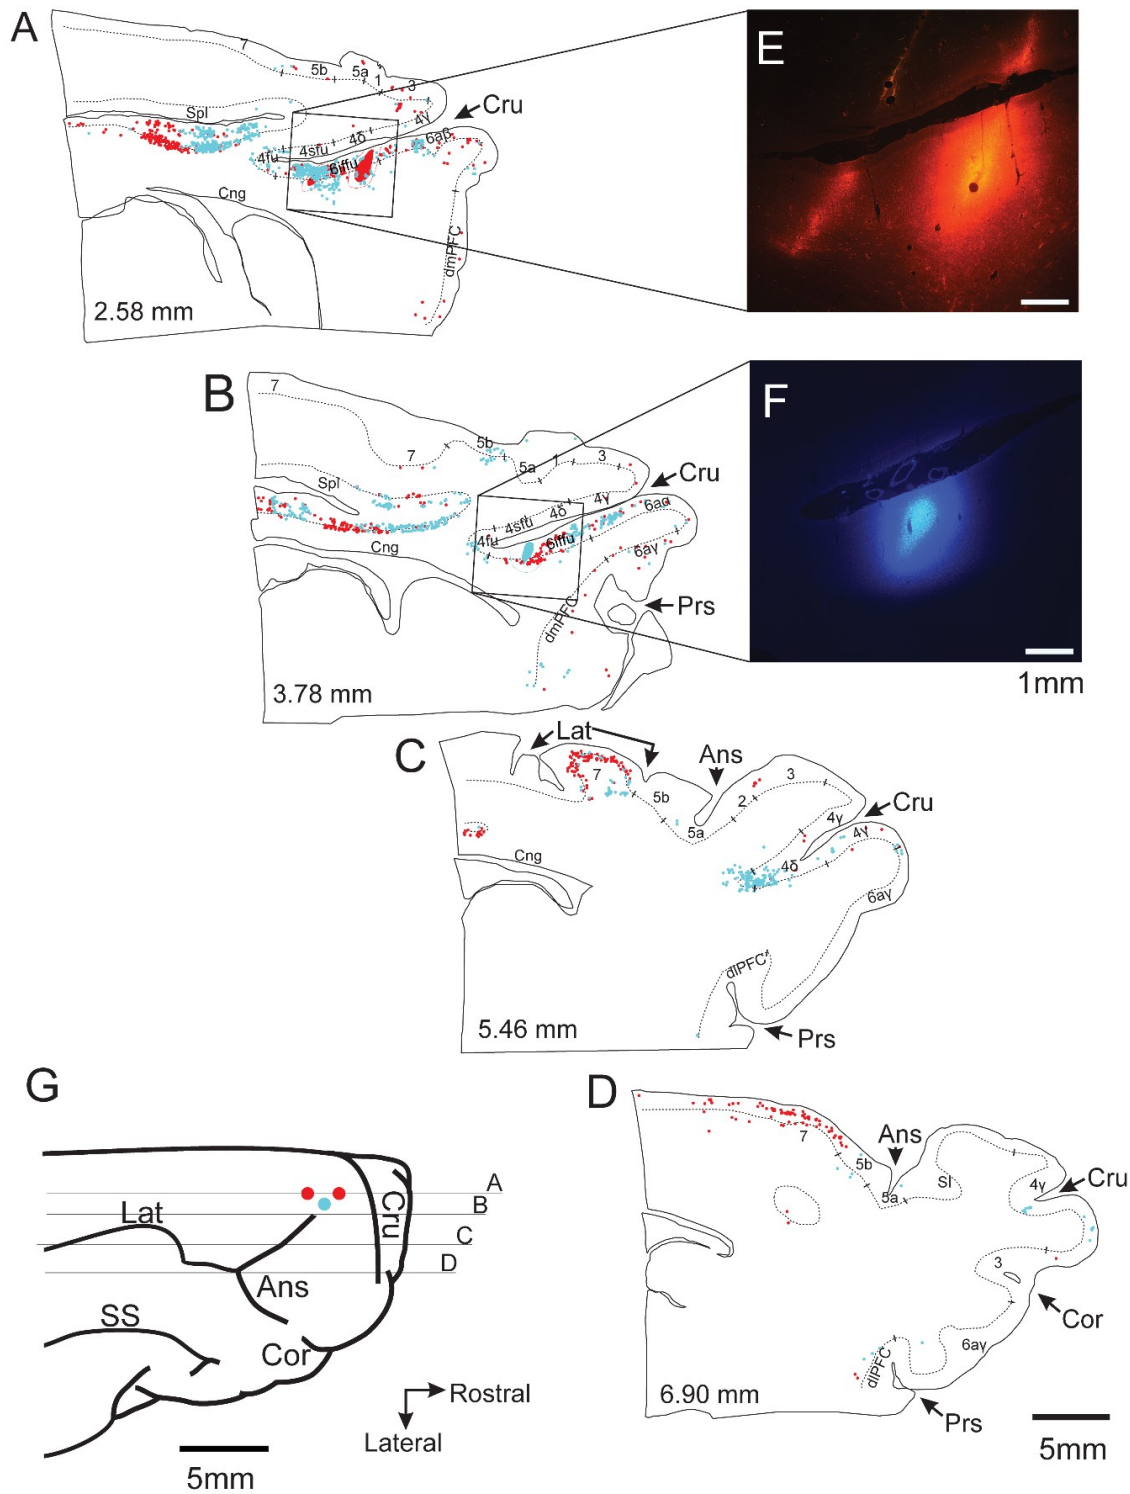 A
7
5b
5a
1
3
Cru
Spl
4γ
4δ
6aβ
4fu
4sfu
6iffu
Cng
dmPFC
2.58 mm
E
B
7
5b
7
5a
1
3
Cru
Spl
4γ
4δ
6aα
4sfu
4fu
6iffu
6aγ
Cng
Prs
dmPFC
3.78 mm
F
1mm
C
Lat
Ans
7
5b
3
2
Cru
5a
4γ
4γ
Cng
4δ
6aγ
dlPFC
5.46 mm
Prs
G
A
B
Lat
Cru
C
D
Ans
SS
Cor
Rostral
Lateral
5mm
D
7
Ans
5b
SI
Cru
5a
4γ
3
Cor
6aγ
dlPFC
6.90 mm
Prs
5mm